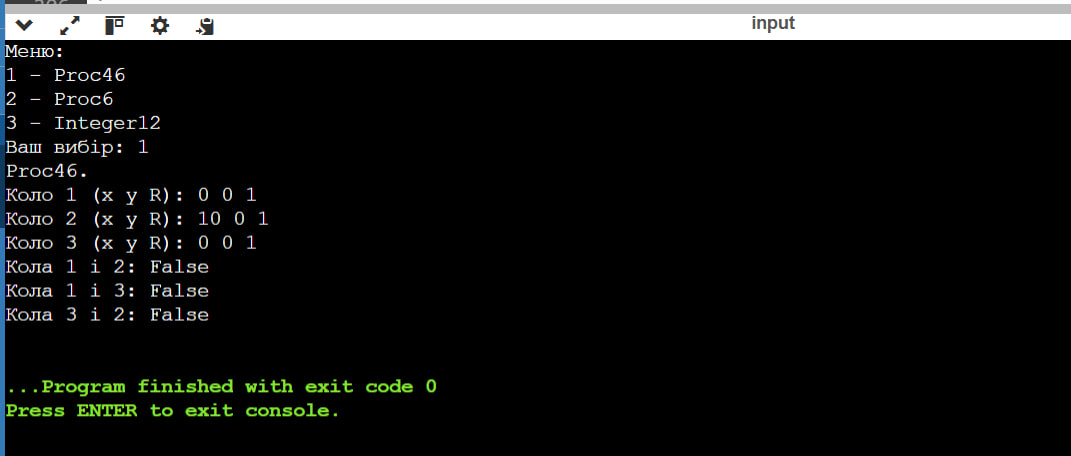 input
Меню:
1 - Proc46
2 - Proc6
3 - Integer12
Ваш вибір: 1
Proc46.
Коло 1 (x y R): 0 0 1
Коло 2 (x y R): 10 0 1
Коло 3 (x y R): 0 0 1
Кола 1 і 2: False
Кола 1 і 3: False
Кола 3 і 2: False
...Program finished with exit code 0
Press ENTER to exit console.